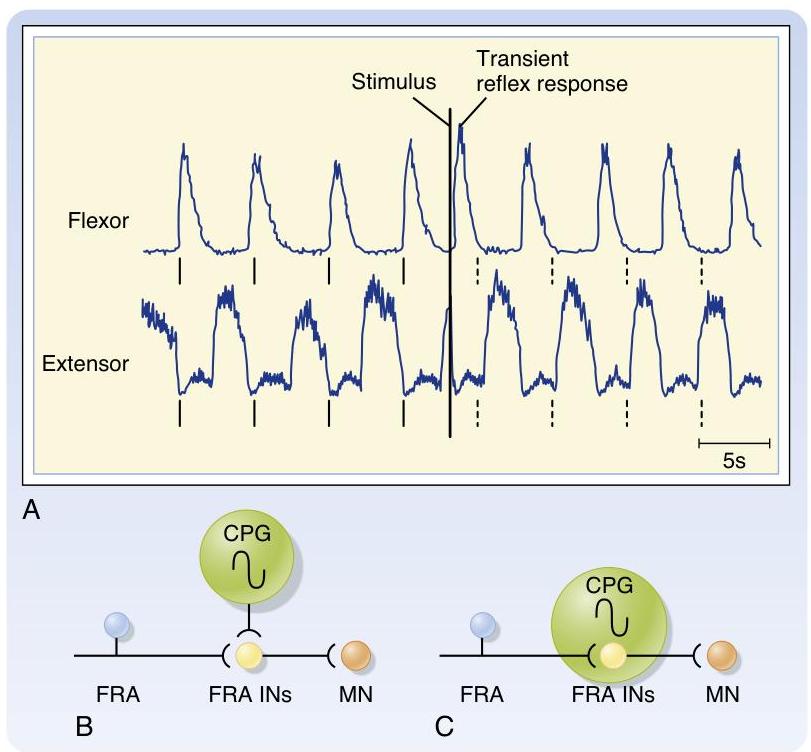 Transient
Stimulus reflex response
Flexor
Extensor
5s
A
CPG
CPG
FRA FRA INs MN
FRA FRA INs MN
B
C